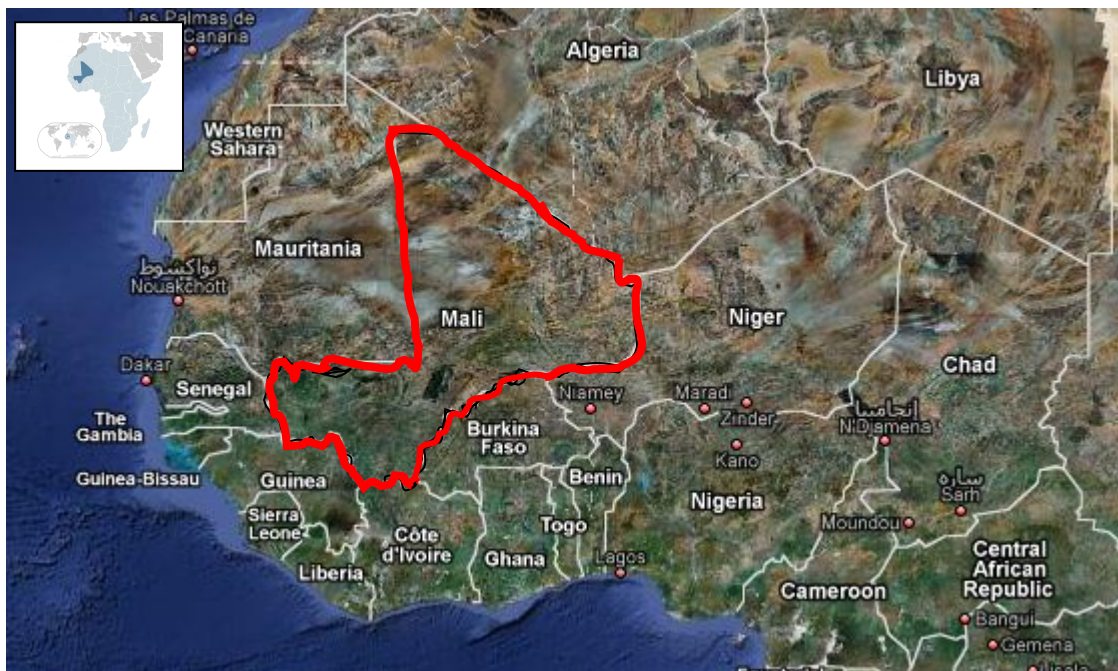 Las Palmas de
Canaria
Algeria
Libya
Western
Sahara
Mauritania
نواكشوط
Nouakchott
Mali
Niger
Chad
Dakar
Senegal
The
Gambia
Niamey
Maradi
Zinder
إنجامينا
N'Djamena
Burkina
Faso
Kano
Guinea-Bissau
Guinea
Benin
Nigeria
ساره
Sarh
Moundou
Sierra
Leone
Côte
d'Ivoire
Togo
Ghana
Lagos
Liberia
Central
African
Republic
Cameroon
Bangui
Gemena